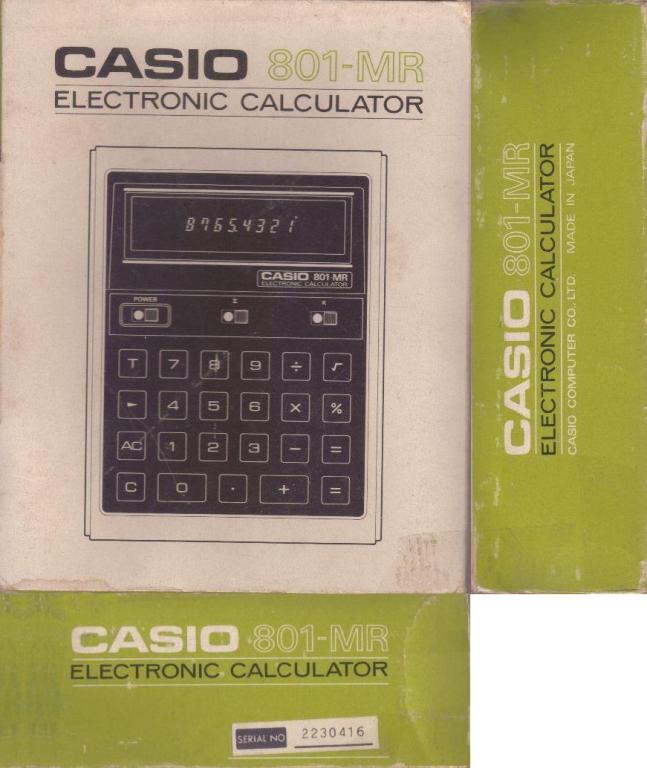 CASIO 801-MR
ELECTRONIC CALCULATOR
8765.4321
CASIO 801-MR
ELECTRONIC CALCULATOR
POWER
Σ K
T 7 8 9 ÷ √
► 4 5 6 × %
AC 1 2 3 − =
C 0 . + =
CASIO 801-MR
ELECTRONIC CALCULATOR
CASIO COMPUTER CO., LTD. MADE IN JAPAN
CASIO 801-MR
ELECTRONIC CALCULATOR
SERIAL NO 2230416